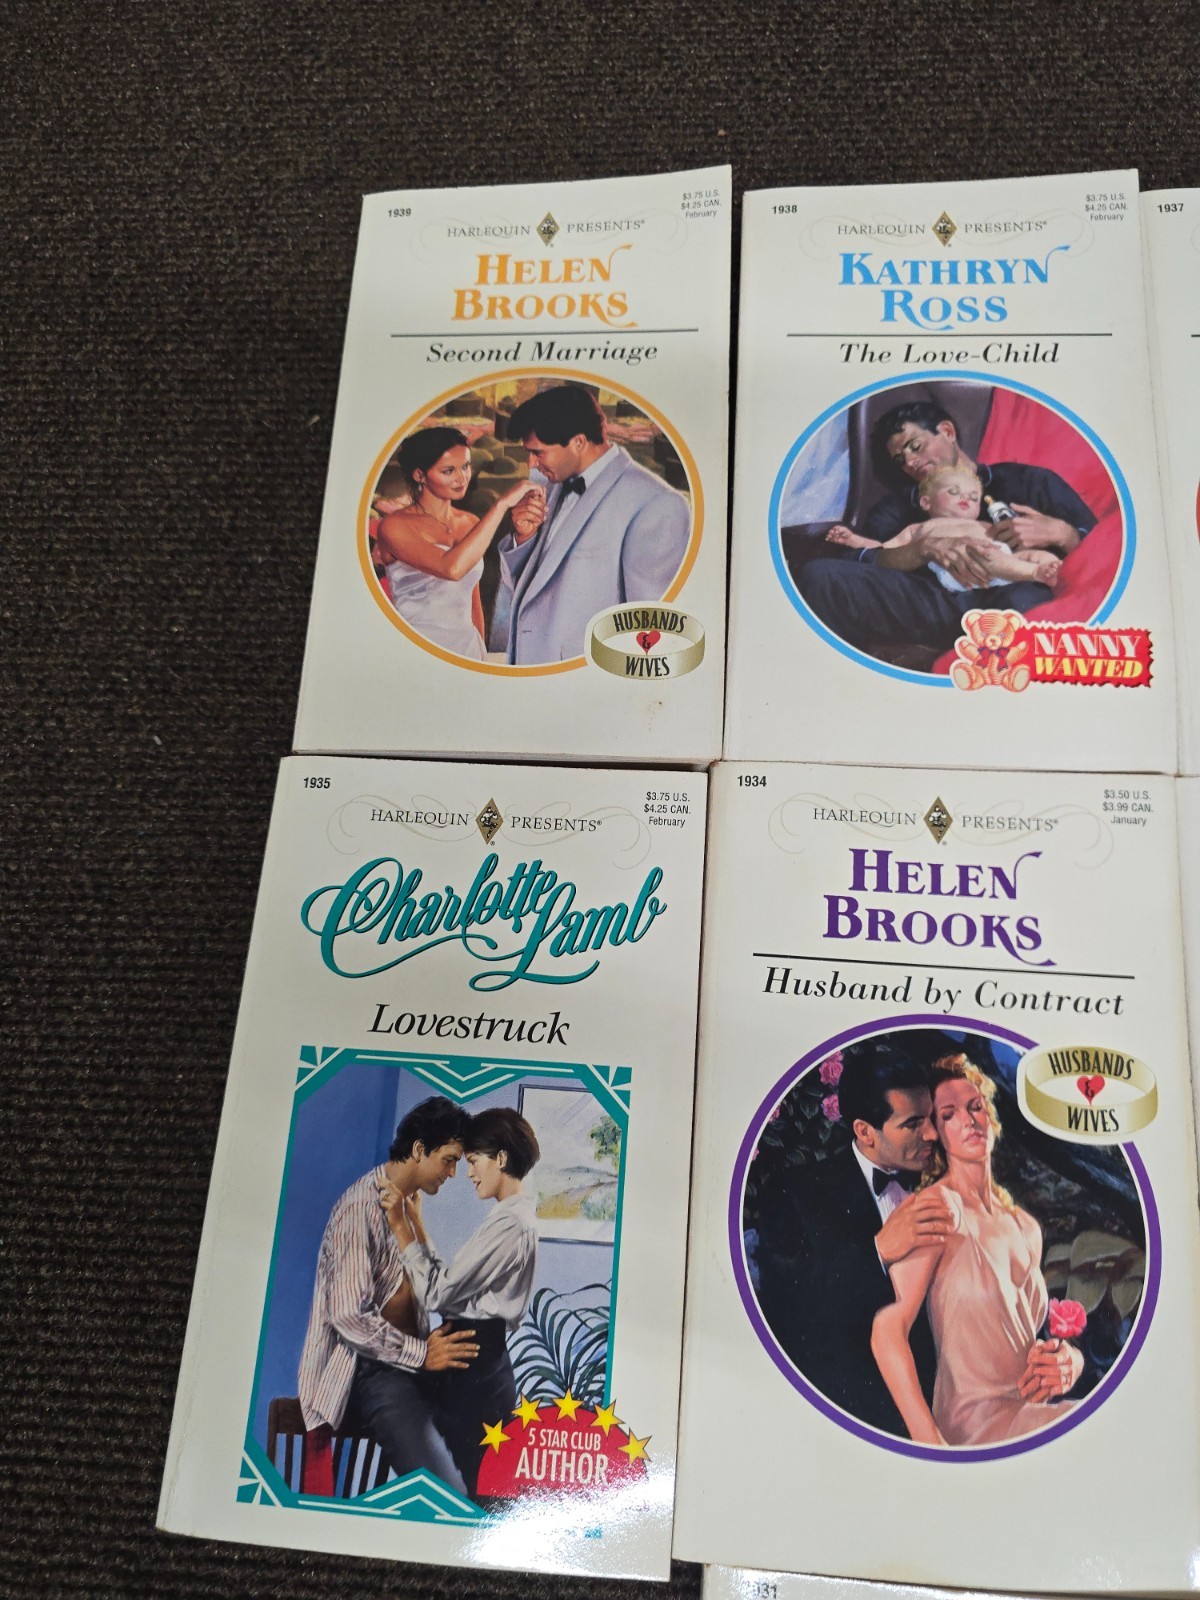 1939
$3.75 U.S.
$4.25 CAN.
February
HARLEQUIN PRESENTS®
HELEN
BROOKS
Second Marriage
HUSBANDS
&
WIVES
1938
$3.75 U.S.
$4.25 CAN.
February
HARLEQUIN PRESENTS®
KATHRYN
ROSS
The Love-Child
NANNY
WANTED
1937
1935
$3.75 U.S.
$4.25 CAN.
February
HARLEQUIN PRESENTS®
Charlotte
Lamb
Lovestruck
5 STAR CLUB
AUTHOR
1934
$3.50 U.S.
$3.99 CAN.
January
HARLEQUIN PRESENTS®
HELEN
BROOKS
Husband by Contract
HUSBANDS
&
WIVES